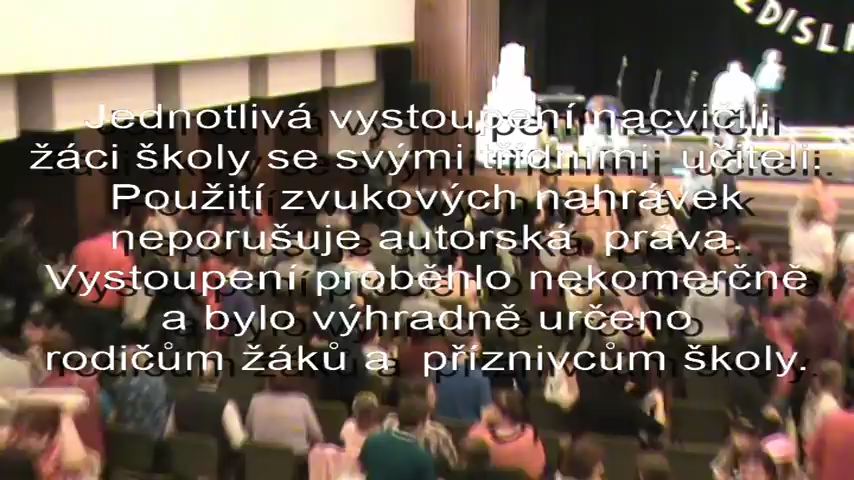 EDISL
Jednotlivá vystoupení nacvičili
žáci školy se svými třídními učiteli.
Použití zvukových nahrávek
neporušuje autorská práva.
Vystoupení proběhlo nekomerčně
a bylo výhradně určeno
rodičům žáků a příznivcům školy.